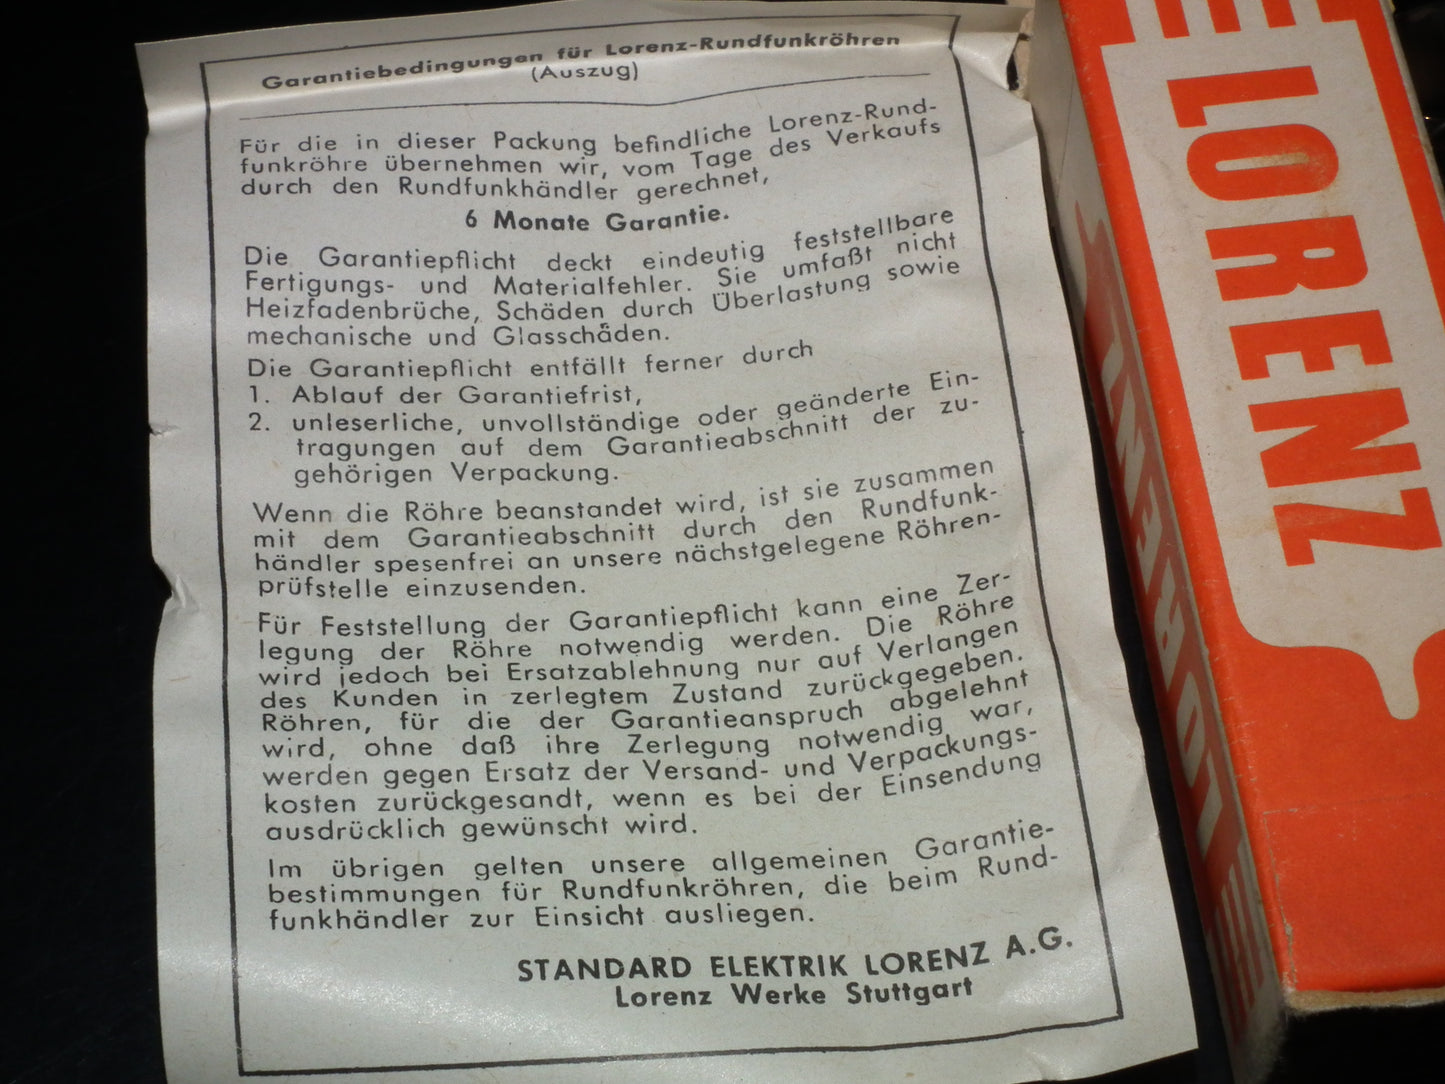 Garantiebedingungen für Lorenz-Rundfunkröhren
(Auszug)
Für die in dieser Packung befindliche Lorenz-Rund-
funkröhre übernehmen wir, vom Tage des Verkaufs
durch den Rundfunkhändler gerechnet,
6 Monate Garantie.
Die Garantiepflicht deckt eindeutig feststellbare
Fertigungs- und Materialfehler. Sie umfaßt nicht
Heizfadenbrüche, Schäden durch Überlastung sowie
mechanische und Glasschäden.
Die Garantiepflicht entfällt ferner durch
1. Ablauf der Garantiefrist,
2. unleserliche, unvollständige oder geänderte Ein-
tragungen auf dem Garantieabschnitt der zu-
gehörigen Verpackung.
Wenn die Röhre beanstandet wird, ist sie zusammen
mit dem Garantieabschnitt durch den Rundfunk-
händler spesenfrei an unsere nächstgelegene Röhren-
prüfstelle einzusenden.
Für Feststellung der Garantiepflicht kann eine Zer-
legung der Röhre notwendig werden. Die Röhre
wird jedoch bei Ersatzablehnung nur auf Verlangen
des Kunden in zerlegtem Zustand zurückgegeben.
Röhren, für die der Garantieanspruch abgelehnt
wird, ohne daß ihre Zerlegung notwendig war,
werden gegen Ersatz der Versand- und Verpackungs-
kosten zurückgesandt, wenn es bei der Einsendung
ausdrücklich gewünscht wird.
Im übrigen gelten unsere allgemeinen Garantie-
bestimmungen für Rundfunkröhren, die beim Rund-
funkhändler zur Einsicht ausliegen.
STANDARD ELEKTRIK LORENZ A.G.
Lorenz Werke Stuttgart
LORENZ
LORENZ